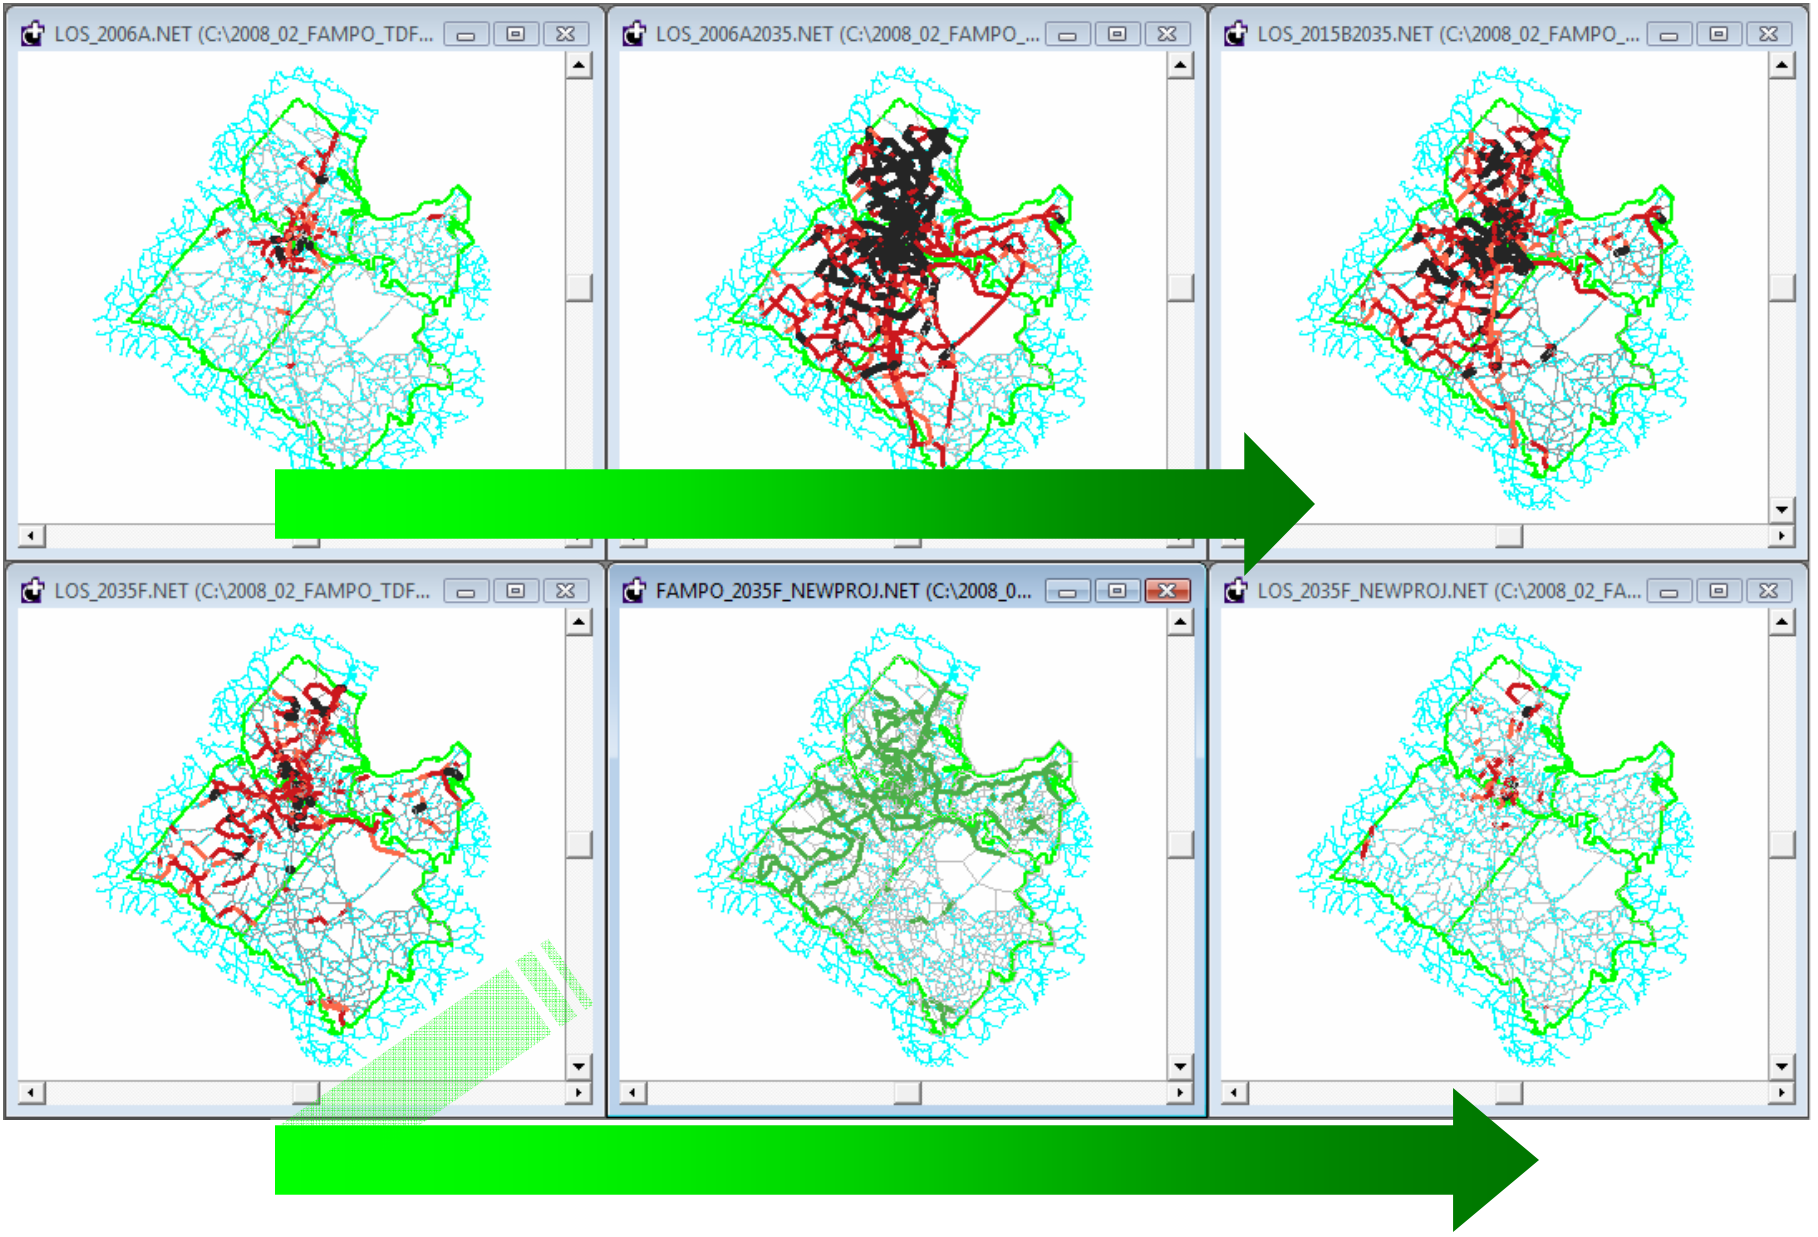 LOS_2006A.NET (C:\2008_02_FAMPO_TDF...
LOS_2006A2035.NET (C:\2008_02_FAMPO_...
LOS_2015B2035.NET (C:\2008_02_FAMPO_...
LOS_2035F.NET (C:\2008_02_FAMPO_TDF...
FAMPO_2035F_NEWPROJ.NET (C:\2008_0...
LOS_2035F_NEWPROJ.NET (C:\2008_02_FA...